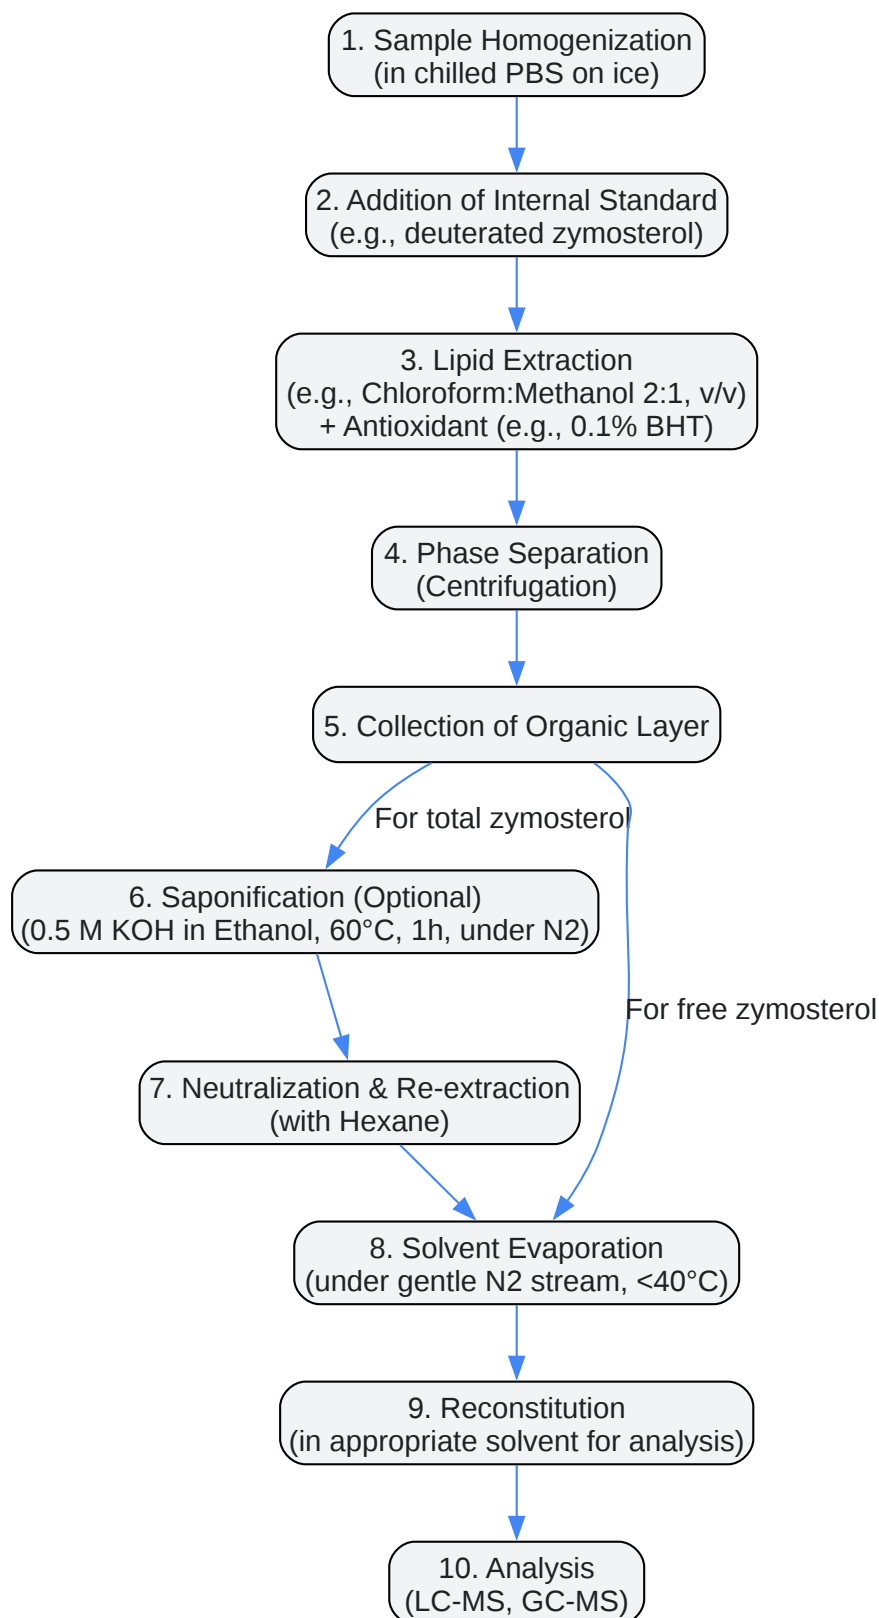 1. Sample Homogenization
(in chilled PBS on ice)
2. Addition of Internal Standard
(e.g., deuterated zymosterol)
3. Lipid Extraction
(e.g., Chloroform:Methanol 2:1, v/v)
+ Antioxidant (e.g., 0.1% BHT)
4. Phase Separation
(Centrifugation)
5. Collection of Organic Layer
For total zymosterol
6. Saponification (Optional)
(0.5 M KOH in Ethanol, 60°C, 1h, under N2)
For free zymosterol
7. Neutralization & Re-extraction
(with Hexane)
8. Solvent Evaporation
(under gentle N2 stream, <40°C)
9. Reconstitution
(in appropriate solvent for analysis)
10. Analysis
(LC-MS, GC-MS)